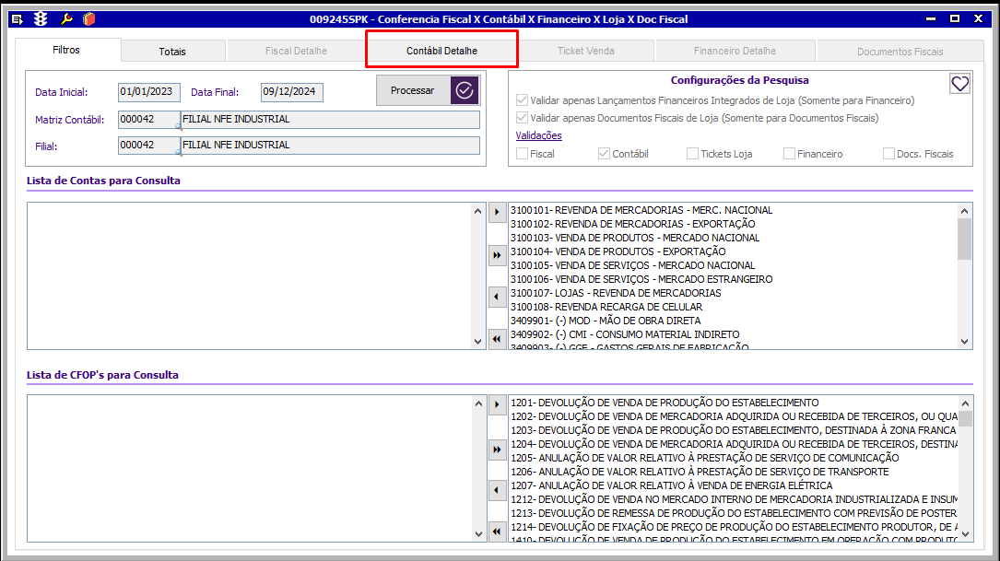 009245SPK - Conferencia Fiscal X Contábil X Financeiro X Loja X Doc Fiscal
Filtros
Totais
Fiscal Detalhe
Contábil Detalhe
Ticket Venda
Financeiro Detalhe
Documentos Fiscais
Data Inicial:
01/01/2023
Data Final:
09/12/2024
Processar
Matriz Contábil:
000042
FILIAL NFE INDUSTRIAL
Filial:
000042
FILIAL NFE INDUSTRIAL
Configurações da Pesquisa
Validar apenas Lançamentos Financeiros Integrados de Loja (Somente para Financeiro)
Validar apenas Documentos Fiscais de Loja (Somente para Documentos Fiscais)
Validações
Fiscal
Contábil
Tickets Loja
Financeiro
Docs. Fiscais
Lista de Contas para Consulta
3100101- REVENDA DE MERCADORIAS - MERC. NACIONAL
3100102- REVENDA DE MERCADORIAS - EXPORTAÇÃO
3100103- VENDA DE PRODUTOS - MERCADO NACIONAL
3100104- VENDA DE PRODUTOS - EXPORTAÇÃO
3100105- VENDA DE SERVIÇOS - MERCADO NACIONAL
3100106- VENDA DE SERVIÇOS - MERCADO ESTRANGEIRO
3100107- LOJAS - REVENDA DE MERCADORIAS
3100108- REVENDA RECARGA DE CELULAR
3409901- (-) MOD - MÃO DE OBRA DIRETA
3409902- (-) CMI - CONSUMO MATERIAL INDIRETO
3409903- (-) GGF - GASTOS GERAIS DE FABRICAÇÃO
Lista de CFOP's para Consulta
1201- DEVOLUÇÃO DE VENDA DE PRODUÇÃO DO ESTABELECIMENTO
1202- DEVOLUÇÃO DE VENDA DE MERCADORIA ADQUIRIDA OU RECEBIDA DE TERCEIROS, OU QUA
1203- DEVOLUÇÃO DE VENDA DE PRODUÇÃO DO ESTABELECIMENTO, DESTINADA À ZONA FRANCA
1204- DEVOLUÇÃO DE VENDA DE MERCADORIA ADQUIRIDA OU RECEBIDA DE TERCEIROS, DESTINA
1205- ANULAÇÃO DE VALOR RELATIVO À PRESTAÇÃO DE SERVIÇO DE COMUNICAÇÃO
1206- ANULAÇÃO DE VALOR RELATIVO À PRESTAÇÃO DE SERVIÇO DE TRANSPORTE
1207- ANULAÇÃO DE VALOR RELATIVO À VENDA DE ENERGIA ELÉTRICA
1212- DEVOLUÇÃO DE VENDA NO MERCADO INTERNO DE MERCADORIA INDUSTRIALIZADA E INSUM
1213- DEVOLUÇÃO DE REMESSA DE PRODUÇÃO DO ESTABELECIMENTO COM PREVISÃO DE POSTER
1214- DEVOLUÇÃO DE FIXAÇÃO DE PREÇO DE PRODUÇÃO DO ESTABELECIMENTO PRODUTOR, DE A
1410- DEVOLUÇÃO DE VENDA DE PRODUÇÃO DO ESTABELECIMENTO EM OPERAÇÃO COM PRODUTO